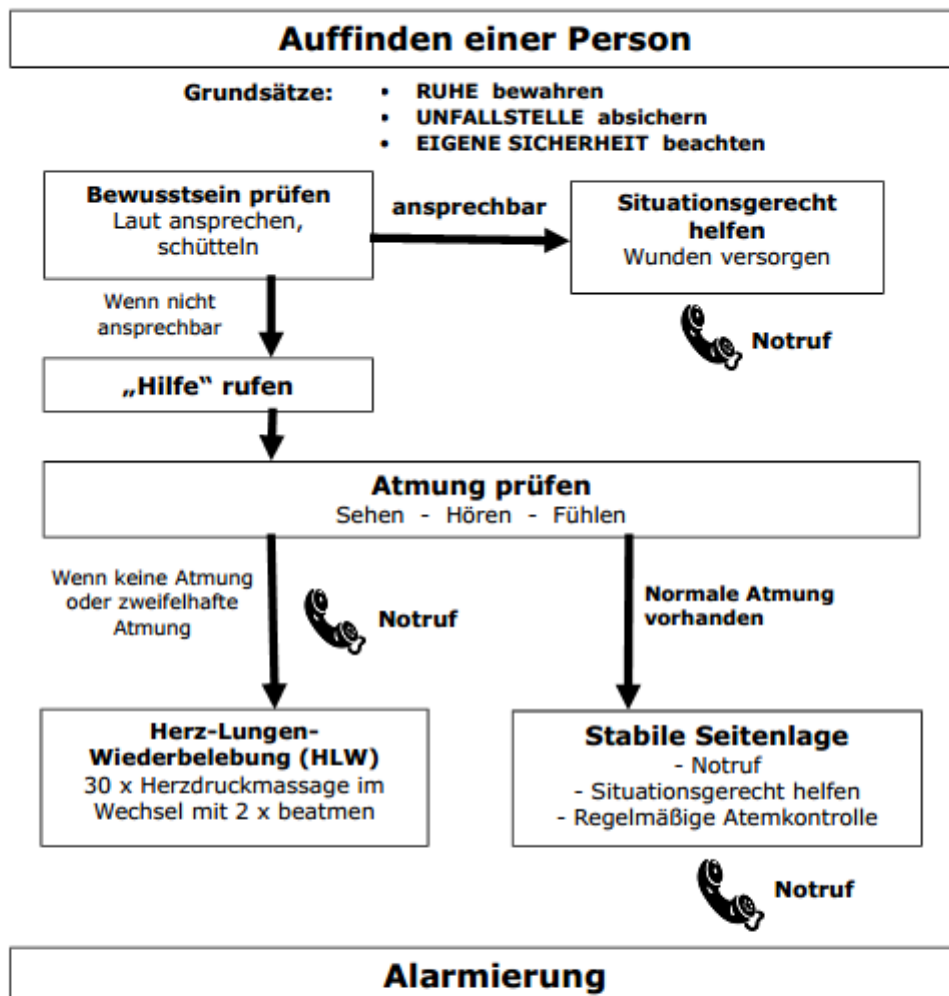 Auffinden einer Person
Grundsätze:
• RUHE bewahren
• UNFALLSTELLE absichern
• EIGENE SICHERHEIT beachten
Bewusstsein prüfen
Laut ansprechen,
schütteln
ansprechbar
Situationsgerecht
helfen
Wunden versorgen
Wenn nicht
ansprechbar
Notruf
„Hilfe“ rufen
Atmung prüfen
Sehen - Hören - Fühlen
Wenn keine Atmung
oder zweifelhafte
Atmung
Notruf
Normale Atmung
vorhanden
Herz-Lungen-
Wiederbelebung (HLW)
30 x Herzdruckmassage im
Wechsel mit 2 x beatmen
Stabile Seitenlage
- Notruf
- Situationsgerecht helfen
- Regelmäßige Atemkontrolle
Notruf
Alarmierung